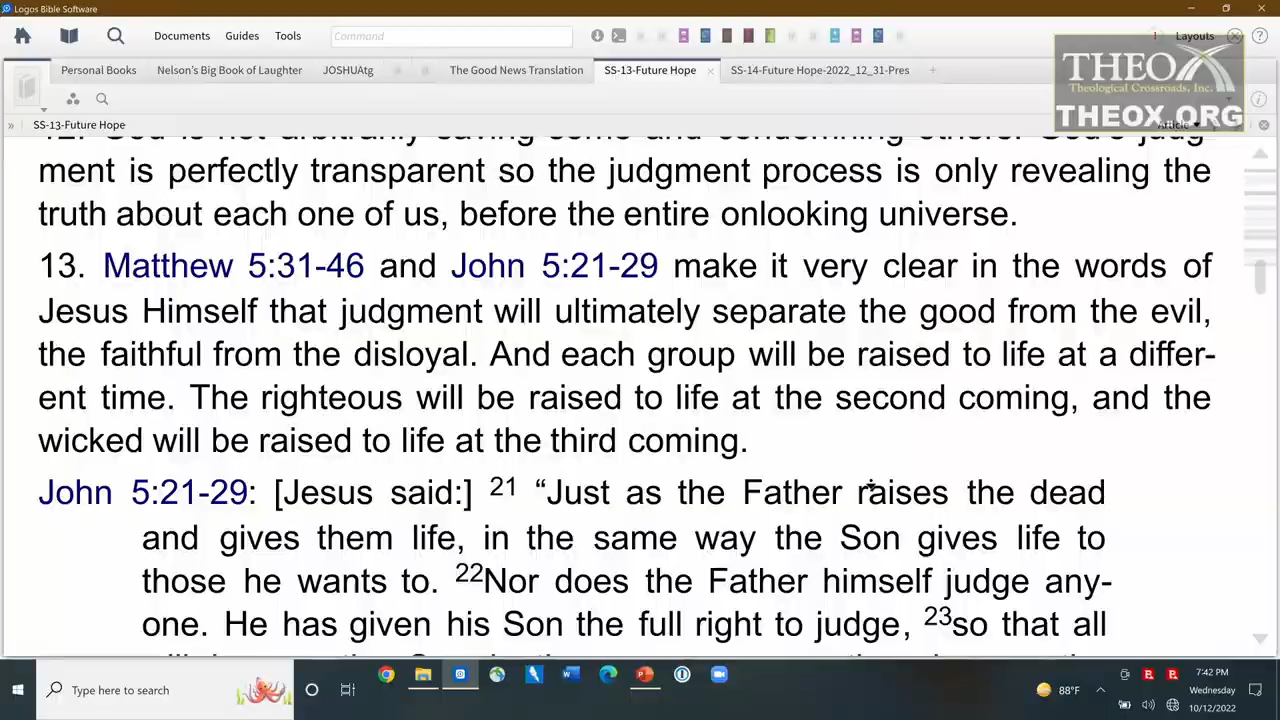 Logos Bible Software
Documents Guides Tools Command Layouts
THEOX
Theological Crossroads, Inc.
THEOX.ORG
Personal Books Nelson's Big Book of Laughter JOSHUAtg The Good News Translation SS-13-Future Hope SS-14-Future Hope-2022_12_31-Pres
SS-13-Future Hope
ment is perfectly transparent so the judgment process is only revealing the
truth about each one of us, before the entire onlooking universe.
13. Matthew 5:31-46 and John 5:21-29 make it very clear in the words of
Jesus Himself that judgment will ultimately separate the good from the evil,
the faithful from the disloyal. And each group will be raised to life at a differ-
ent time. The righteous will be raised to life at the second coming, and the
wicked will be raised to life at the third coming.
John 5:21-29: [Jesus said:] 21 “Just as the Father raises the dead
and gives them life, in the same way the Son gives life to
those he wants to. 22Nor does the Father himself judge any-
one. He has given his Son the full right to judge, 23so that all
Type here to search
88°F
7:42 PM
Wednesday
10/12/2022